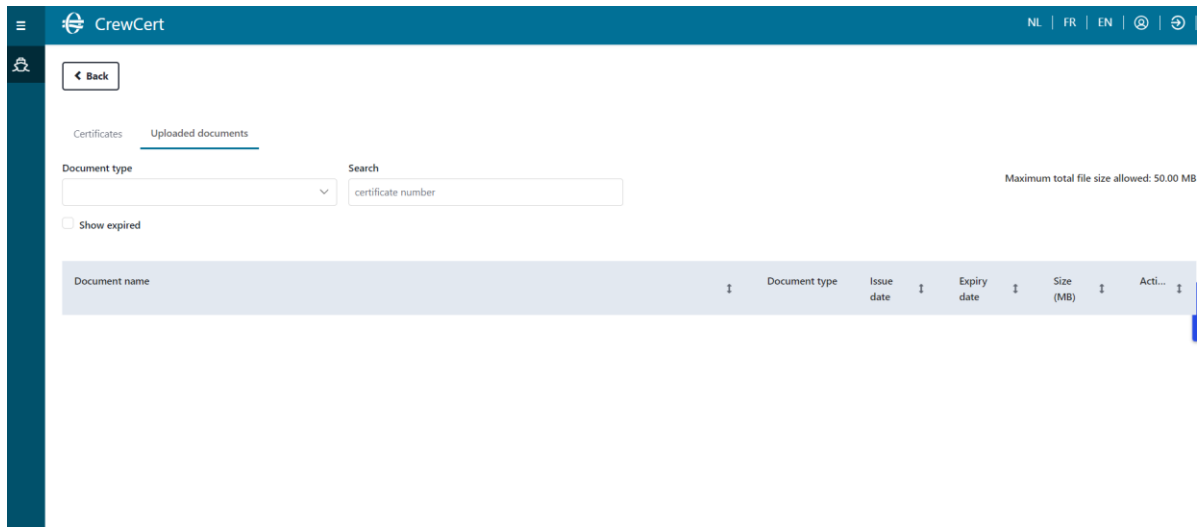 CrewCert
NL | FR | EN
Back
Certificates Uploaded documents
Document type Search
certificate number
Maximum total file size allowed: 50.00 MB
Show expired
Document name Document type Issue date Expiry date Size (MB) Acti...